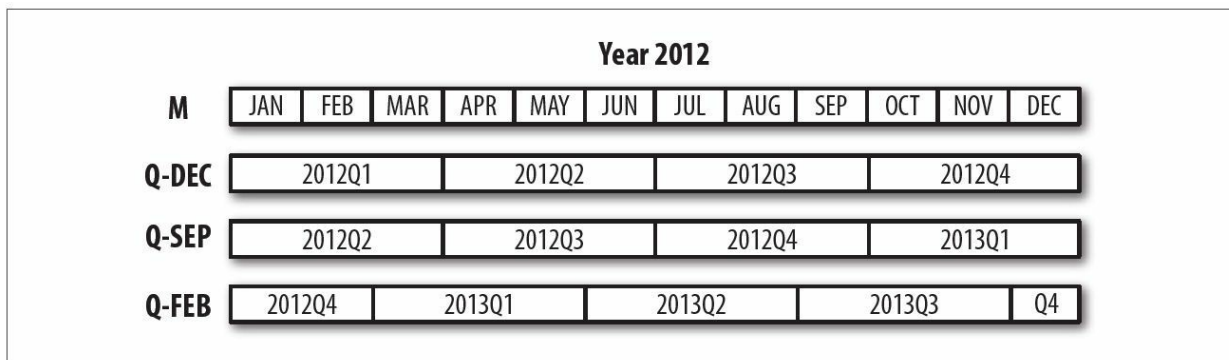 Year 2012
M JAN FEB MAR APR MAY JUN JUL AUG SEP OCT NOV DEC
Q-DEC 2012Q1 2012Q2 2012Q3 2012Q4
Q-SEP 2012Q2 2012Q3 2012Q4 2013Q1
Q-FEB 2012Q4 2013Q1 2013Q2 2013Q3 Q4